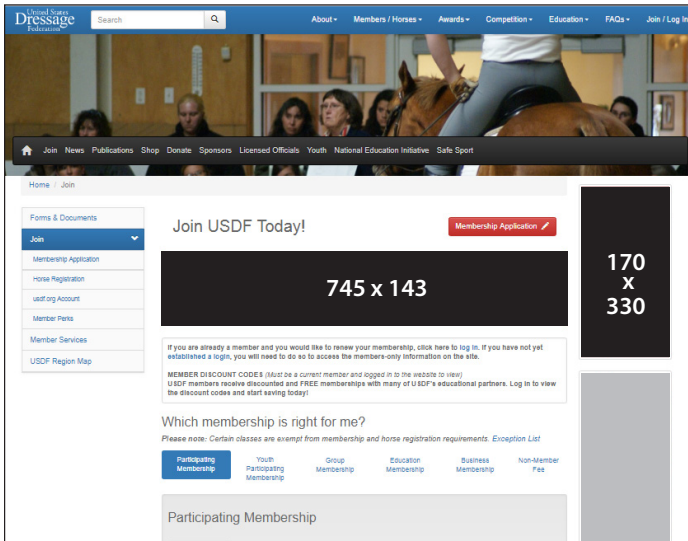 United States
Dressage
Federation
Search
About Members / Horses Awards Competition Education FAQs Join / Log In
Join News Publications Shop Donate Sponsors Licensed Officials Youth National Education Initiative Safe Sport
Home / Join
Forms & Documents
Join
Membership Application
Horse Registration
usdf.org Account
Member Perks
Member Services
USDF Region Map
Join USDF Today!
Membership Application
745 x 143
If you are already a member and you would like to renew your membership, click here to log in. If you have not yet
established a login, you will need to do so to access the members-only information on the site.
MEMBER DISCOUNT CODES (Must be a current member and logged in to the website to view)
USDF members receive discounted and FREE memberships with many of USDF's educational partners. Log in to view
the discount codes and start saving today!
Which membership is right for me?
Please note: Certain classes are exempt from membership and horse registration requirements. Exception List
Participating
Membership
Youth
Participating
Membership
Group
Membership
Education
Membership
Business
Membership
Non-Member
Fee
Participating Membership
170
x
330